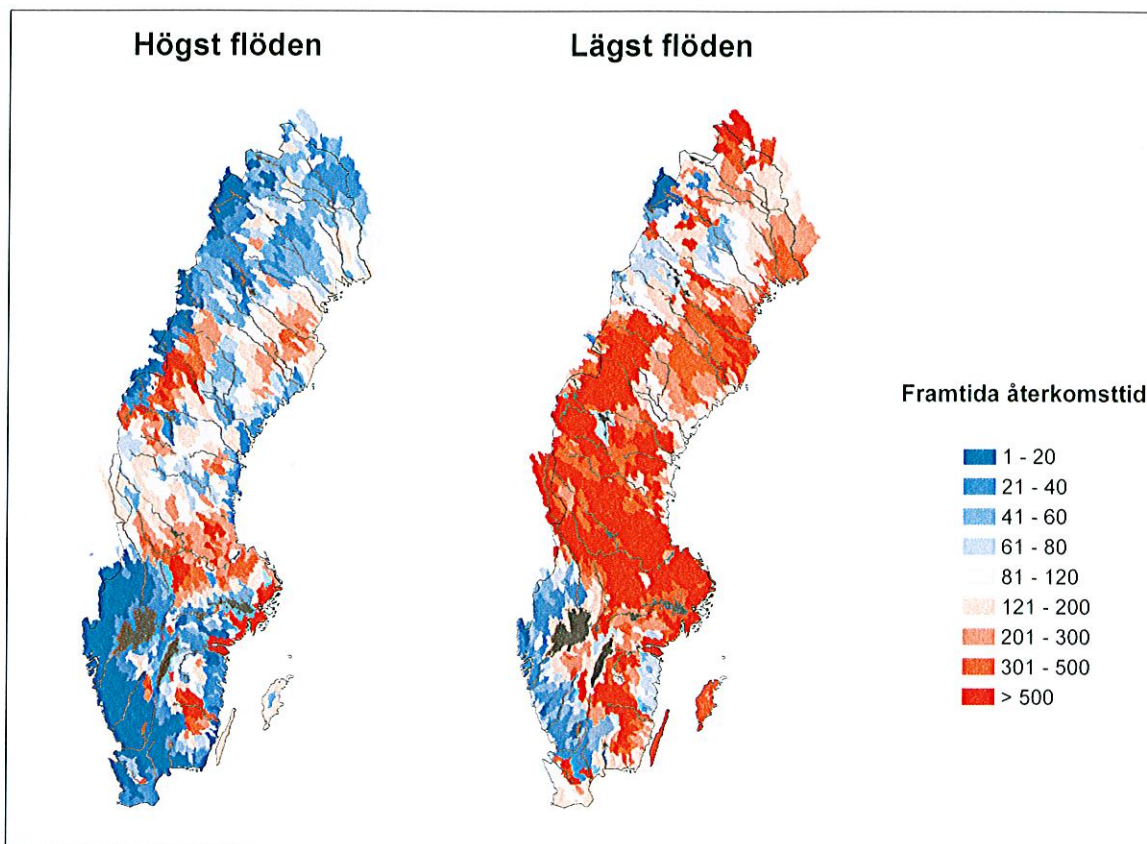 Högst flöden
Lägst flöden
Framtida återkomsttid
1 - 20
21 - 40
41 - 60
61 - 80
81 - 120
121 - 200
201 - 300
301 - 500
> 500